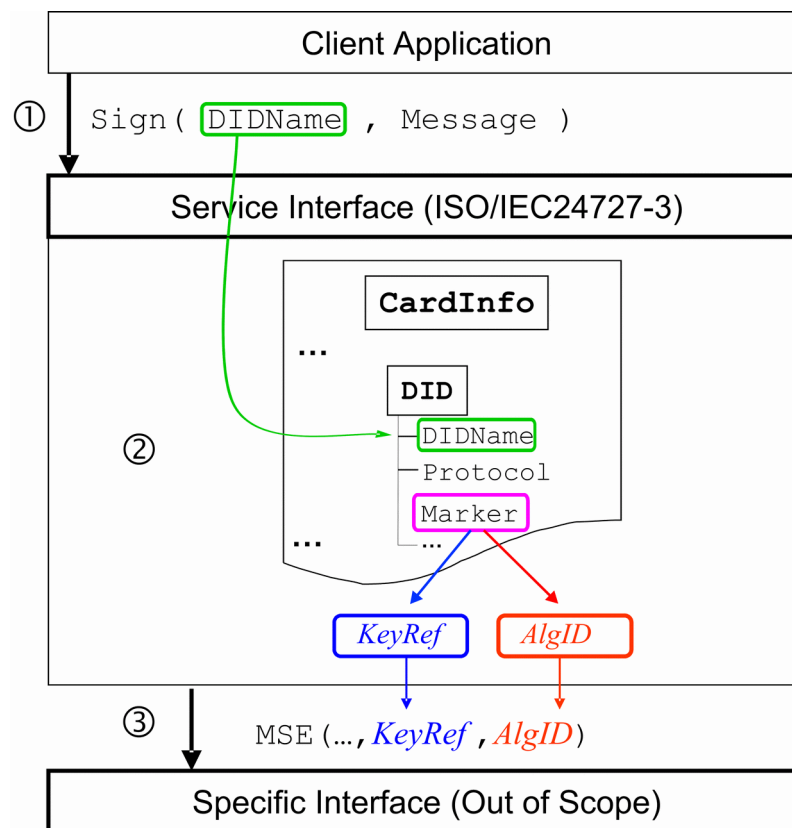 Client Application
① Sign( DIDName , Message )
Service Interface (ISO/IEC24727-3)
CardInfo
...
DID
② DIDName
Protocol
Marker
... ...
KeyRef AlgID
③ MSE(…,KeyRef,AlgID)
Specific Interface (Out of Scope)